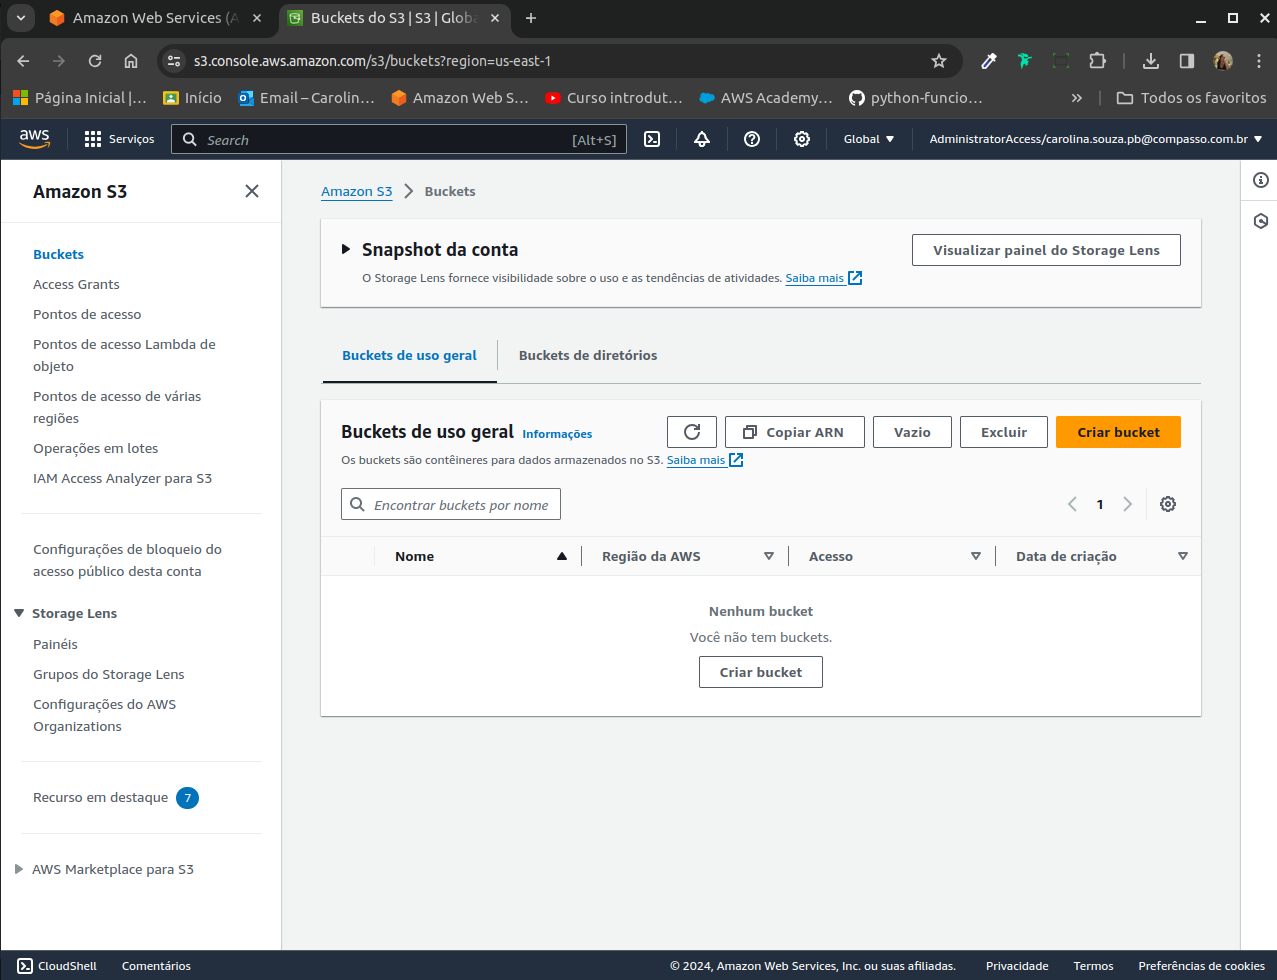 Amazon Web Services (A
Buckets do S3 | S3 | Globa
s3.console.aws.amazon.com/s3/buckets?region=us-east-1
Página Inicial |...
Início
Email – Carolin...
Amazon Web S...
Curso introdut...
AWS Academy...
python-funcio...
Todos os favoritos
aws
Serviços
Search
[Alt+S]
Global
AdministratorAccess/carolina.souza.pb@compasso.com.br
Amazon S3
Buckets
Access Grants
Pontos de acesso
Pontos de acesso Lambda de
objeto
Pontos de acesso de várias
regiões
Operações em lotes
IAM Access Analyzer para S3
Configurações de bloqueio do
acesso público desta conta
Storage Lens
Painéis
Grupos do Storage Lens
Configurações do AWS
Organizations
Recurso em destaque 7
AWS Marketplace para S3
Amazon S3 > Buckets
Snapshot da conta
O Storage Lens fornece visibilidade sobre o uso e as tendências de atividades. Saiba mais
Visualizar painel do Storage Lens
Buckets de uso geral
Buckets de diretórios
Buckets de uso geral Informações
Copiar ARN
Vazio
Excluir
Criar bucket
Os buckets são contêineres para dados armazenados no S3. Saiba mais
Encontrar buckets por nome
1
Nome
Região da AWS
Acesso
Data de criação
Nenhum bucket
Você não tem buckets.
Criar bucket
CloudShell
Comentários
© 2024, Amazon Web Services, Inc. ou suas afiliadas.
Privacidade
Termos
Preferências de cookies